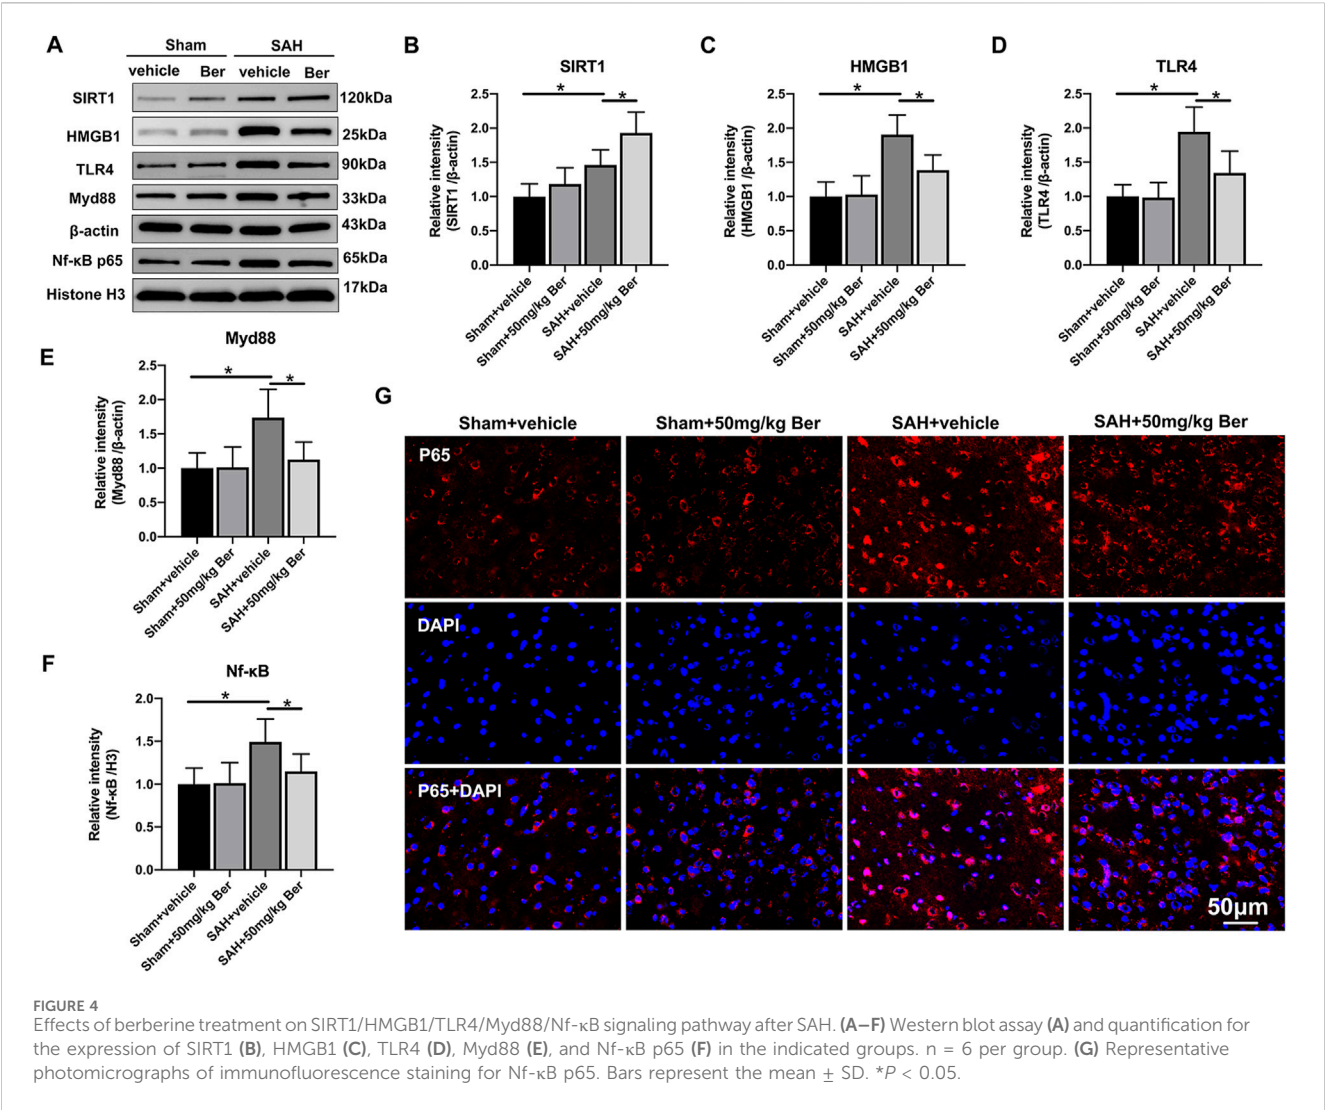 A
Sham SAH
vehicle Ber vehicle Ber
SIRT1 120kDa
HMGB1 25kDa
TLR4 90kDa
Myd88 33kDa
β-actin 43kDa
Nf-κB p65 65kDa
Histone H3 17kDa
B
SIRT1
Relative intensity
(SIRT1 /β-actin)
2.5
2.0
1.5
1.0
0.5
0.0
* *
Sham+vehicle
Sham+50mg/kg Ber
SAH+vehicle
SAH+50mg/kg Ber
C
HMGB1
Relative intensity
(HMGB1 /β-actin)
2.5
2.0
1.5
1.0
0.5
0.0
* *
Sham+vehicle
Sham+50mg/kg Ber
SAH+vehicle
SAH+50mg/kg Ber
D
TLR4
Relative intensity
(TLR4 /β-actin)
2.5
2.0
1.5
1.0
0.5
0.0
* *
Sham+vehicle
Sham+50mg/kg Ber
SAH+vehicle
SAH+50mg/kg Ber
E
Myd88
Relative intensity
(Myd88 /β-actin)
2.5
2.0
1.5
1.0
0.5
0.0
* *
Sham+vehicle
Sham+50mg/kg Ber
SAH+vehicle
SAH+50mg/kg Ber
F
Nf-κB
Relative intensity
(Nf-κB /H3)
2.0
1.5
1.0
0.5
0.0
* *
Sham+vehicle
Sham+50mg/kg Ber
SAH+vehicle
SAH+50mg/kg Ber
G
Sham+vehicle Sham+50mg/kg Ber SAH+vehicle SAH+50mg/kg Ber
P65
DAPI
P65+DAPI
50μm
FIGURE 4
Effects of berberine treatment on SIRT1/HMGB1/TLR4/Myd88/Nf-κB signaling pathway after SAH. (A–F) Western blot assay (A) and quantification for
the expression of SIRT1 (B), HMGB1 (C), TLR4 (D), Myd88 (E), and Nf-κB p65 (F) in the indicated groups. n = 6 per group. (G) Representative
photomicrographs of immunofluorescence staining for Nf-κB p65. Bars represent the mean ± SD. *P < 0.05.